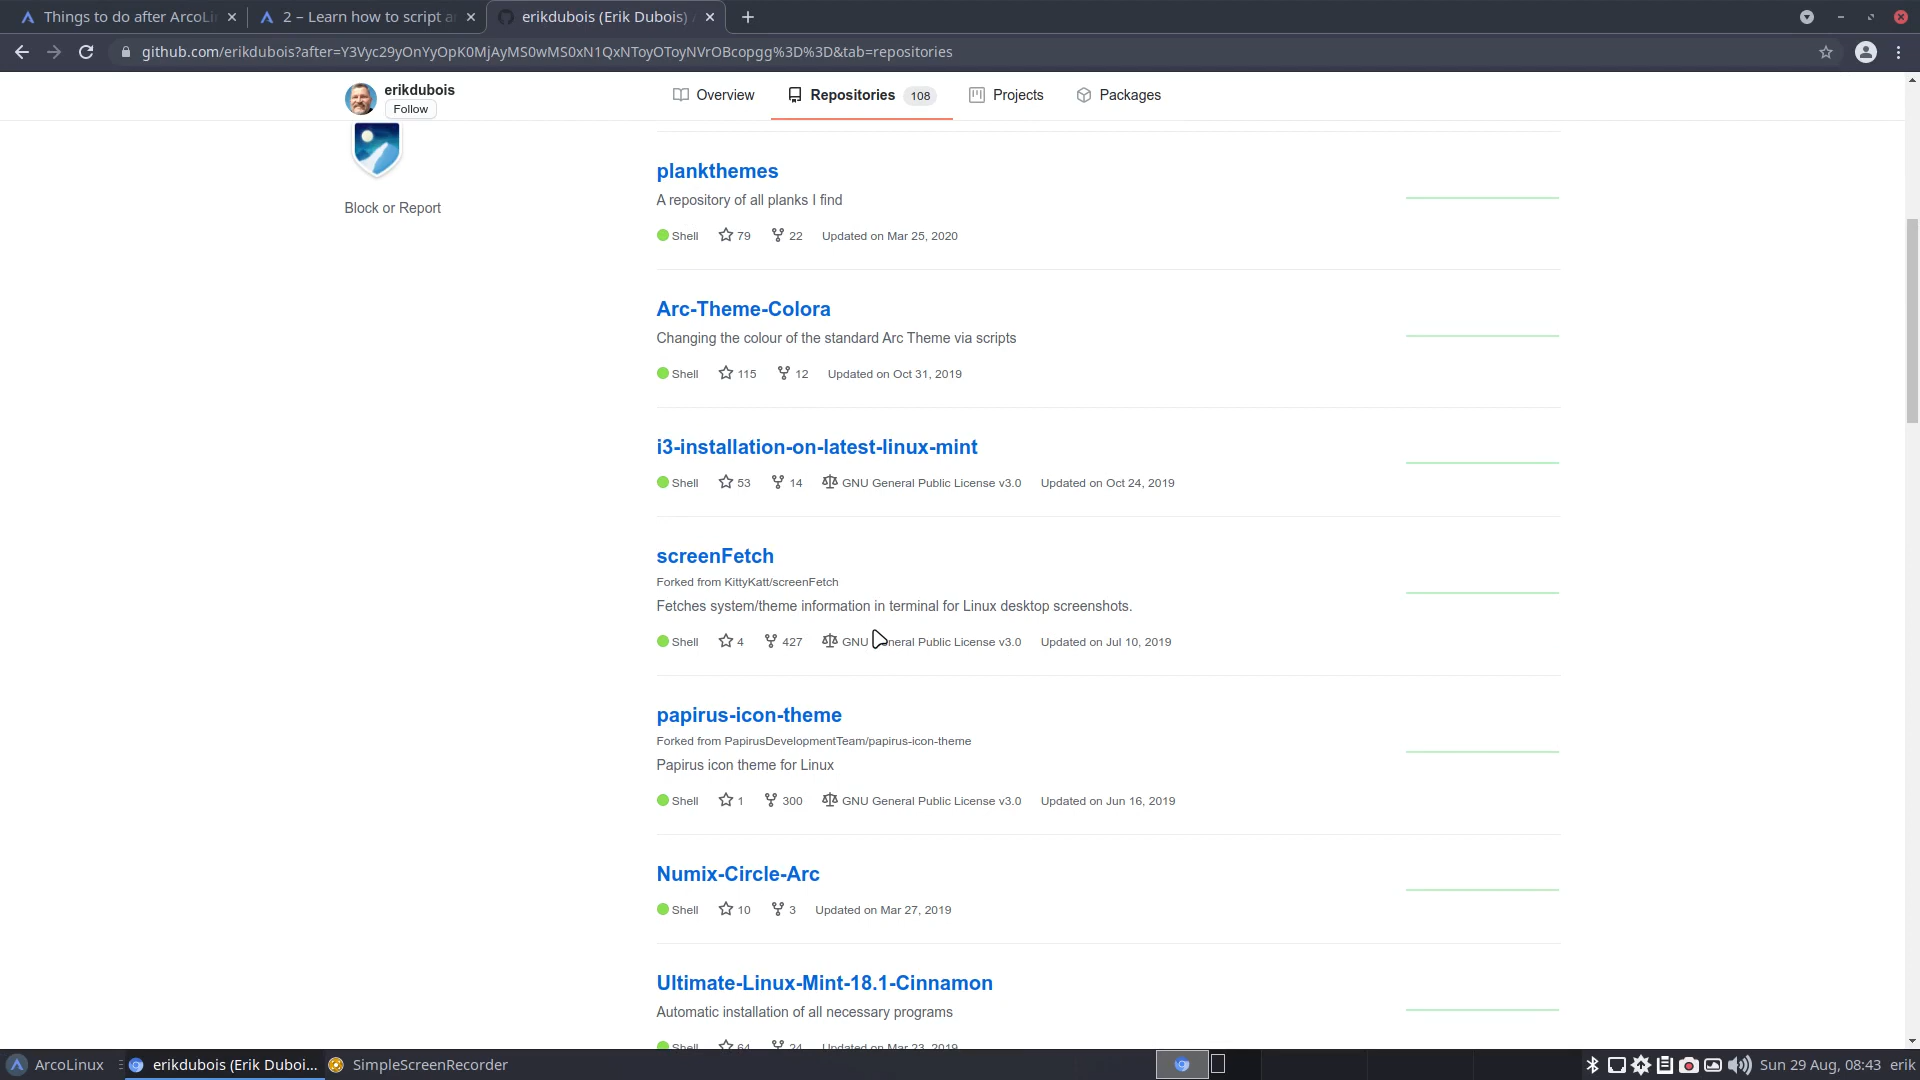 Things to do after ArcoLi
2 – Learn how to script a
erikdubois (Erik Dubois)
github.com/erikdubois?after=Y3Vyc29yOnYyOpK0MjAyMS0wMS0xN1QxNToyOToyNVrOBcopgg%3D%3D&tab=repositories
erikdubois
Follow
Overview
Repositories 108
Projects
Packages
Block or Report
plankthemes
A repository of all planks I find
Shell 79 22 Updated on Mar 25, 2020
Arc-Theme-Colora
Changing the colour of the standard Arc Theme via scripts
Shell 115 12 Updated on Oct 31, 2019
i3-installation-on-latest-linux-mint
Shell 53 14 GNU General Public License v3.0 Updated on Oct 24, 2019
screenFetch
Forked from KittyKatt/screenFetch
Fetches system/theme information in terminal for Linux desktop screenshots.
Shell 4 427 GNU General Public License v3.0 Updated on Jul 10, 2019
papirus-icon-theme
Forked from PapirusDevelopmentTeam/papirus-icon-theme
Papirus icon theme for Linux
Shell 1 300 GNU General Public License v3.0 Updated on Jun 16, 2019
Numix-Circle-Arc
Shell 10 3 Updated on Mar 27, 2019
Ultimate-Linux-Mint-18.1-Cinnamon
Automatic installation of all necessary programs
Shell 64 24 Updated on Mar 23, 2019
ArcoLinux
erikdubois (Erik Duboi...
SimpleScreenRecorder
Sun 29 Aug, 08:43
erik